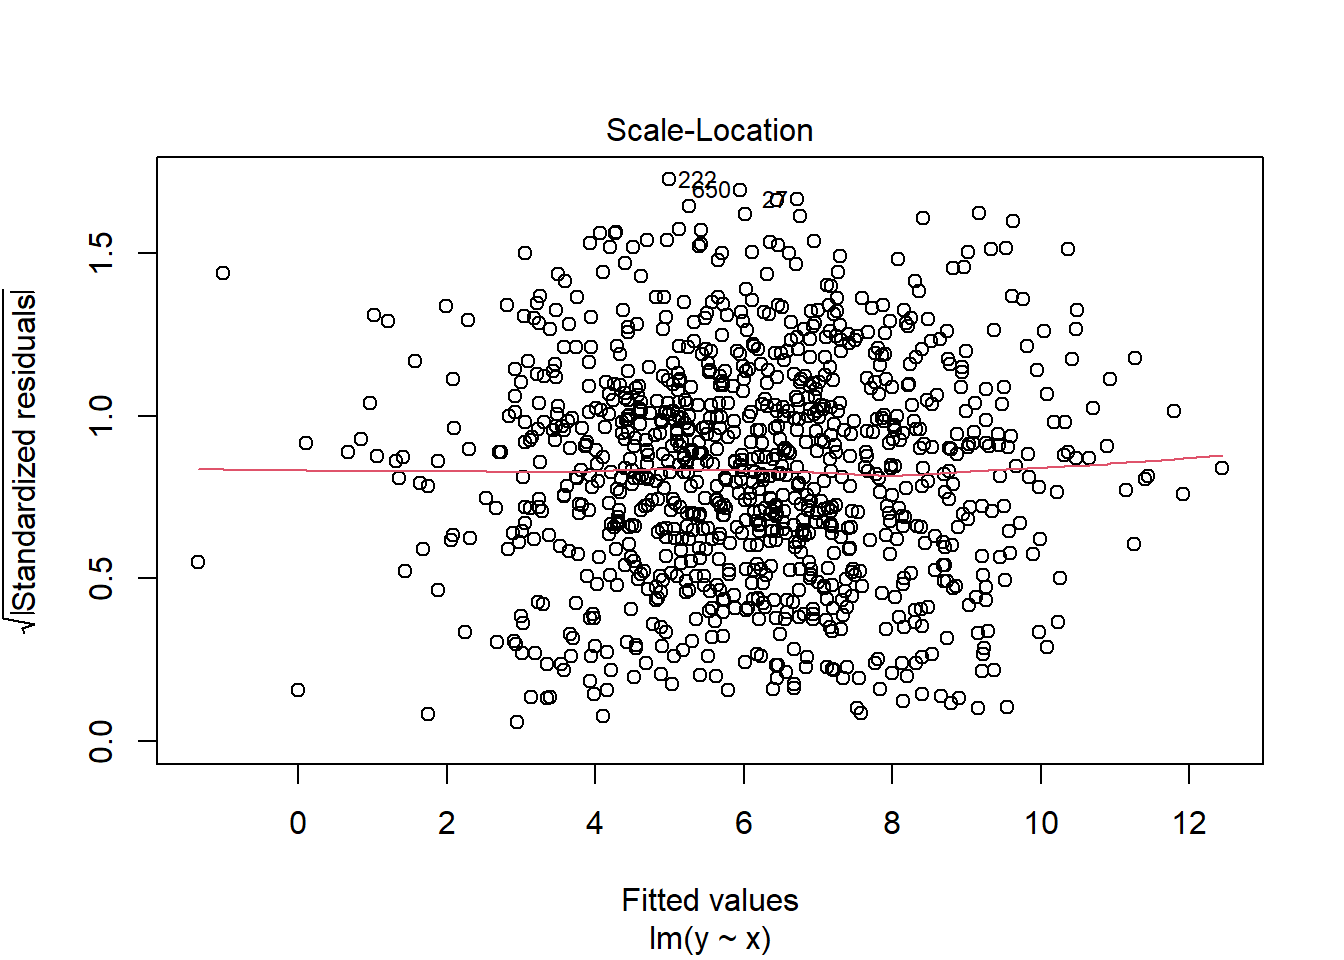 Scale-Location
222
650
27
√|Standardized residuals|
1.5
1.0
0.5
0.0
0 2 4 6 8 10 12
Fitted values
lm(y ~ x)